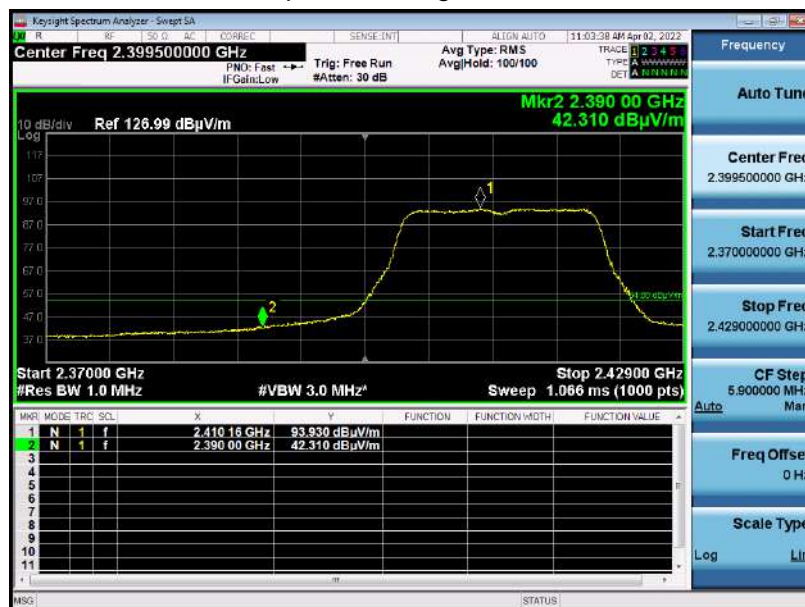 Keysight Spectrum Analyzer - Swept SA
R RF 50 Ω AC CORREC SENSE:INT ALIGN AUTO 11:03:38 AM Apr 02, 2022
Center Freq 2.399500000 GHz
PNO: Fast
IFGain:Low
Trig: Free Run
#Atten: 30 dB
Avg Type: RMS
Avg|Hold: 100/100
TRACE 1 2 3 4 5 6
TYPE A WWWWW
DET A N N N N N
Mkr2 2.390 00 GHz
42.310 dBµV/m
10 dB/div Ref 126.99 dBµV/m
Log
117
107
97.0
87.0
77.0
67.0
57.0
47.0
37.0
1
2
Start 2.37000 GHz Stop 2.42900 GHz
#Res BW 1.0 MHz #VBW 3.0 MHz* Sweep 1.066 ms (1000 pts)
MKR MODE TRC SCL X Y FUNCTION FUNCTION WIDTH FUNCTION VALUE
1 N 1 f 2.410 16 GHz 93.930 dBµV/m
2 N 1 f 2.390 00 GHz 42.310 dBµV/m
3
4
5
6
7
8
9
10
11
MSG STATUS
Frequency
Auto Tune
Center Freq
2.399500000 GHz
Start Freq
2.370000000 GHz
Stop Freq
2.429000000 GHz
CF Step
5.900000 MHz
Auto Man
Freq Offset
0 Hz
Scale Type
Log Lin